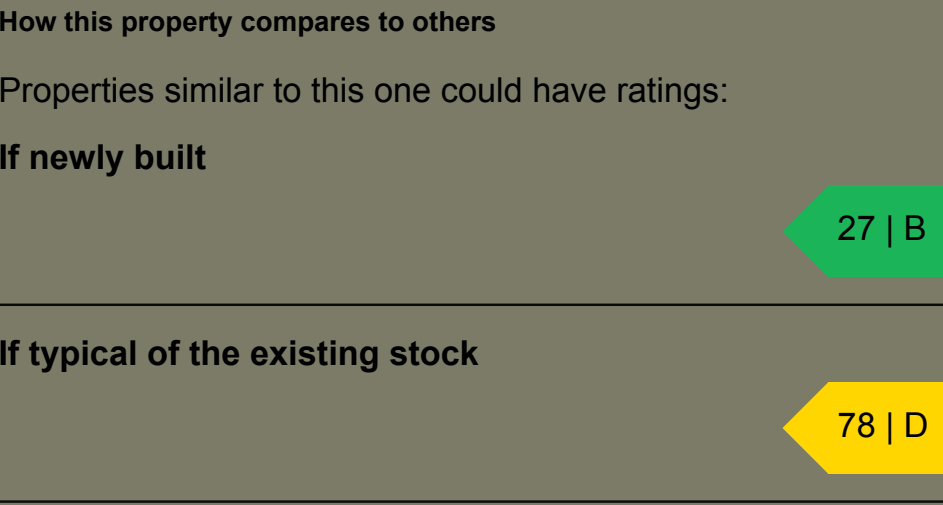 How this property compares to others
Properties similar to this one could have ratings:
If newly built
27 | B
If typical of the existing stock
78 | D